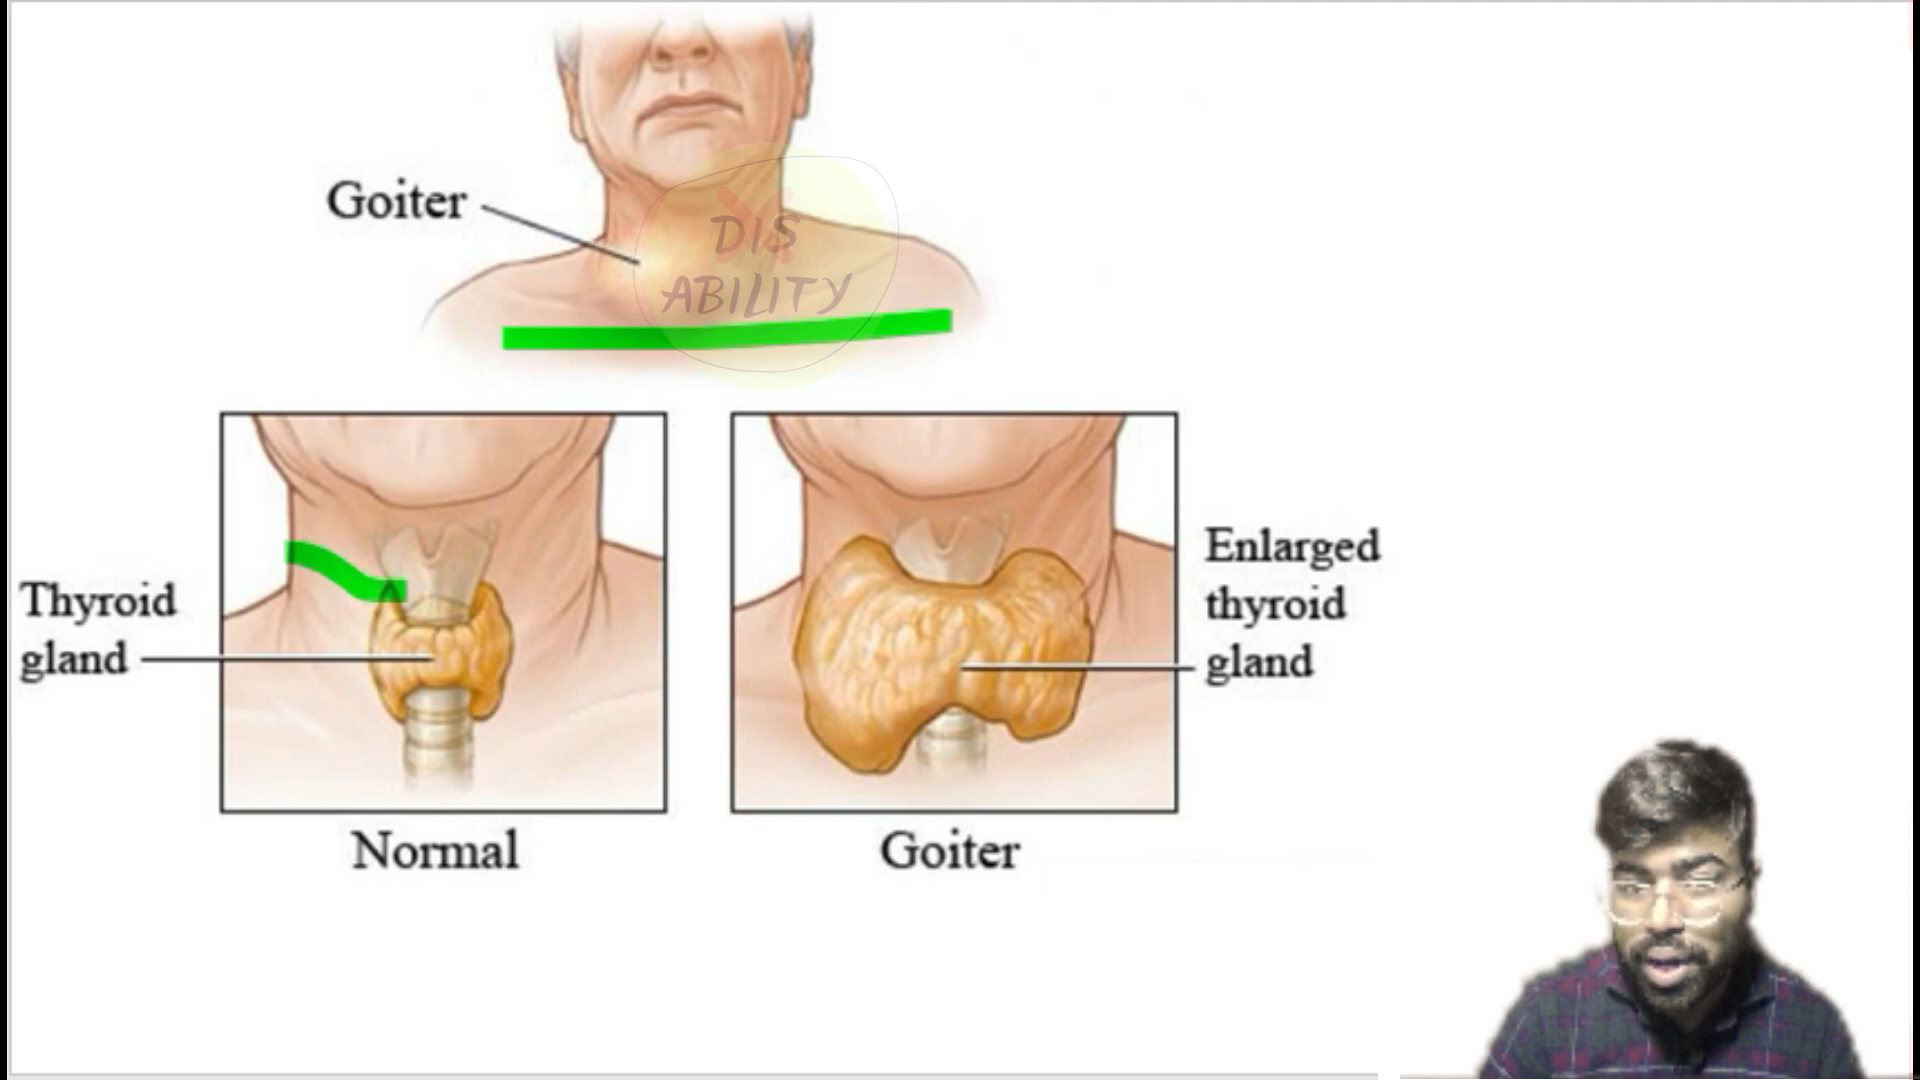 Goiter
DIS
ABILITY
Thyroid
gland
Enlarged
thyroid
gland
Normal
Goiter